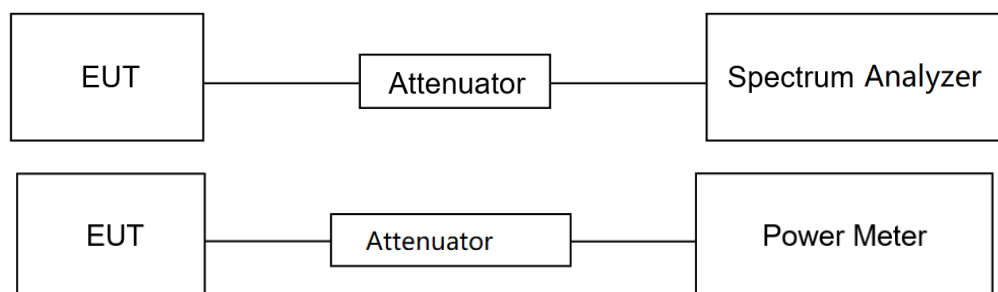 EUT
Attenuator
Spectrum Analyzer
EUT
Attenuator
Power Meter